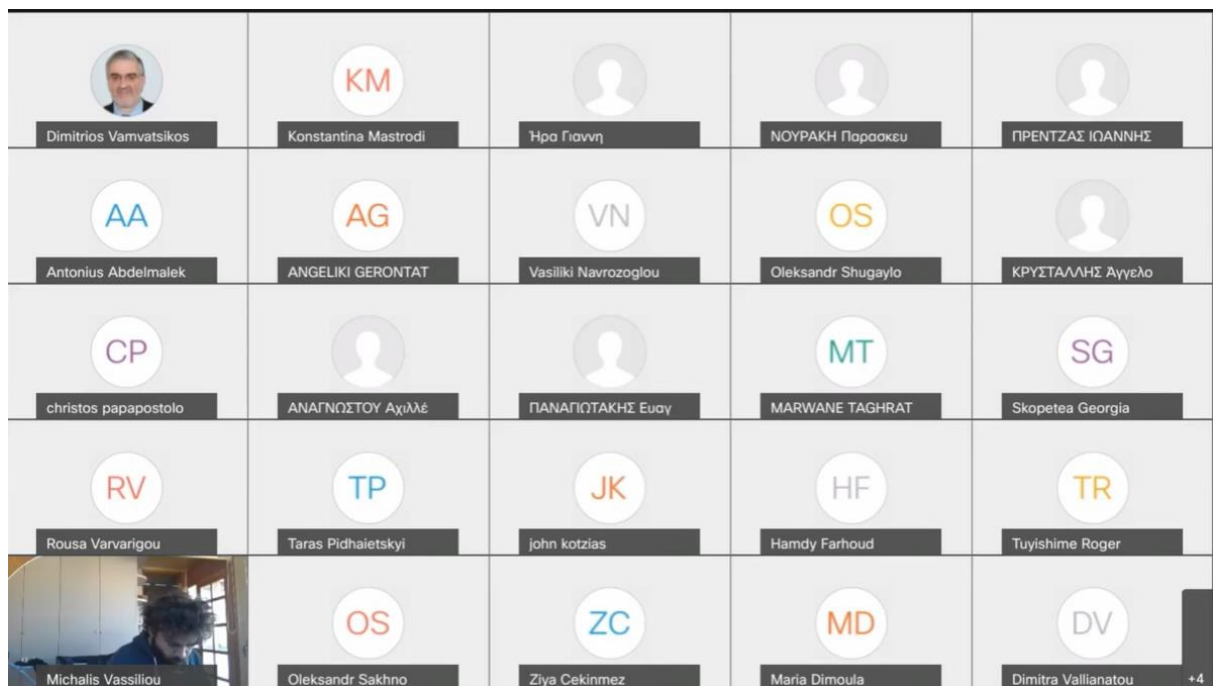 Dimitrios Vamvatsikos
KM
Konstantina Mastrodi
Ήρα Γιαννη
ΝΟΥΡΑΚΗ Παρασκευ
ΠΡΕΝΤΖΑΣ ΙΩΑΝΝΗΣ
AA
Antonius Abdelmalek
AG
ANGELIKI GERONTAT
VN
Vasiliki Navrozoglou
OS
Oleksandr Shugaylo
ΚΡΥΣΤΑΛΛΗΣ Άγγελο
CP
christos papapostolo
ΑΝΑΓΝΩΣΤΟΥ Αχιλλέ
ΠΑΝΑΓΙΩΤΑΚΗΣ Ευαγ
MT
MARWANE TAGHRAT
SG
Skopetea Georgia
RV
Rousa Varvarigou
TP
Taras Pidhaietskyi
JK
john kotzias
HF
Hamdy Farhoud
TR
Tuyishime Roger
Michalis Vassiliou
OS
Oleksandr Sakhno
ZC
Ziya Cekinmez
MD
Maria Dimoula
DV
Dimitra Vallianatou
+4